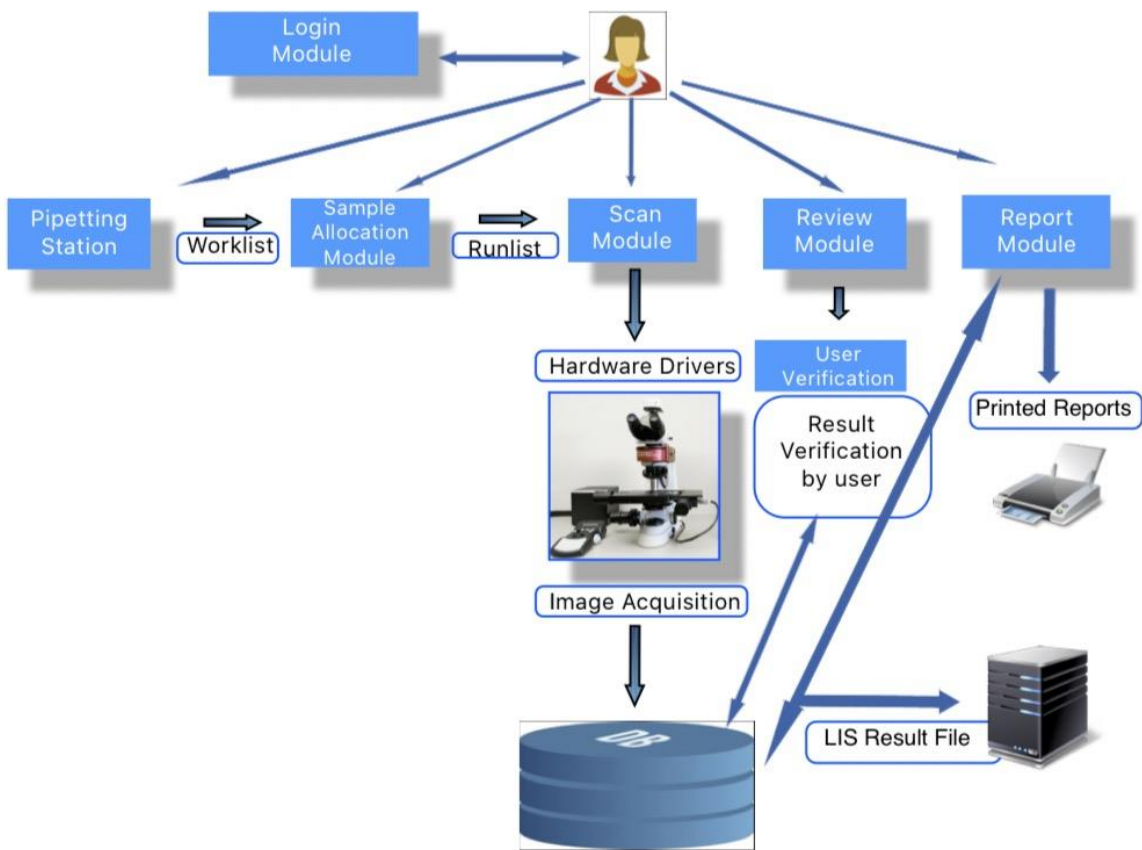 Login
Module
Pipetting
Station
Worklist
Sample
Allocation
Module
Runlist
Scan
Module
Review
Module
Report
Module
Hardware Drivers
User
Verification
Result
Verification
by user
Printed Reports
Image Acquisition
DB
LIS Result File